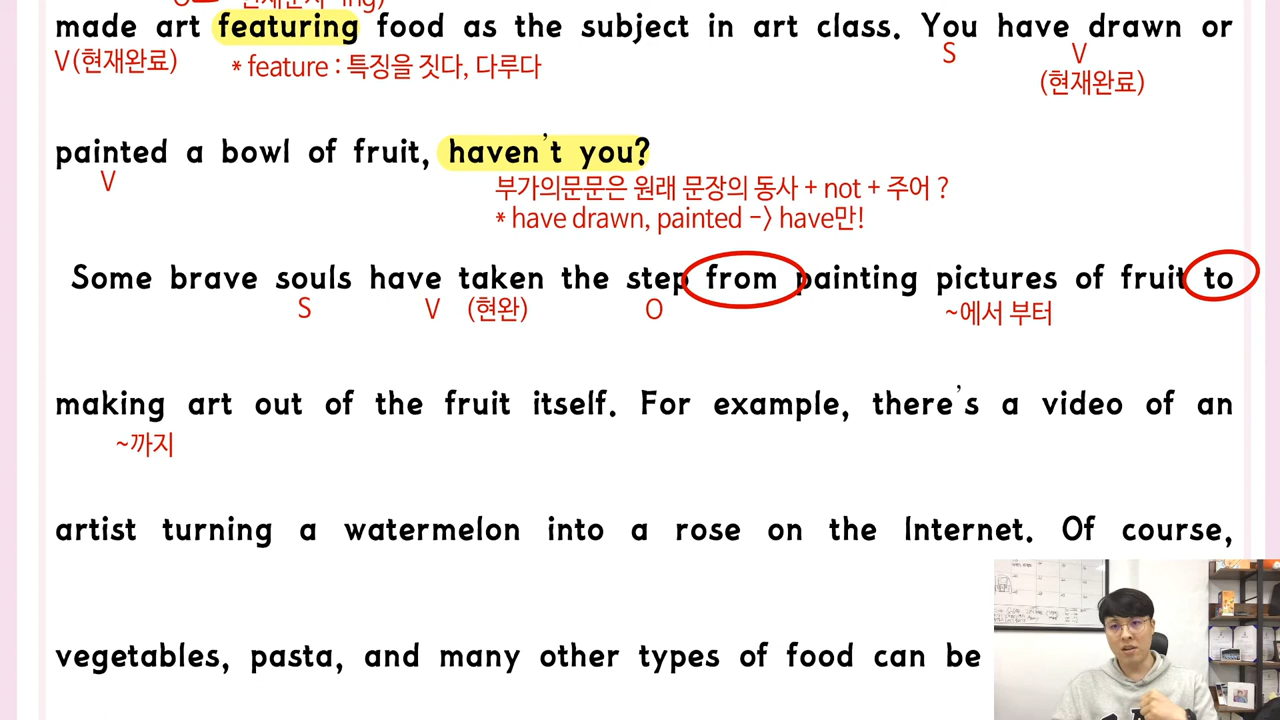 made art featuring food as the subject in art class. You have drawn or
V(현재완료) * feature : 특징을 짓다, 다루다 S V
(현재완료)
painted a bowl of fruit, haven't you?
V
부가의문문은 원래 문장의 동사 + not + 주어 ?
* have drawn, painted -> have만!
Some brave souls have taken the step from painting pictures of fruit to
S V (현완) O ~에서 부터
making art out of the fruit itself. For example, there's a video of an
~까지
artist turning a watermelon into a rose on the Internet. Of course,
vegetables, pasta, and many other types of food can be